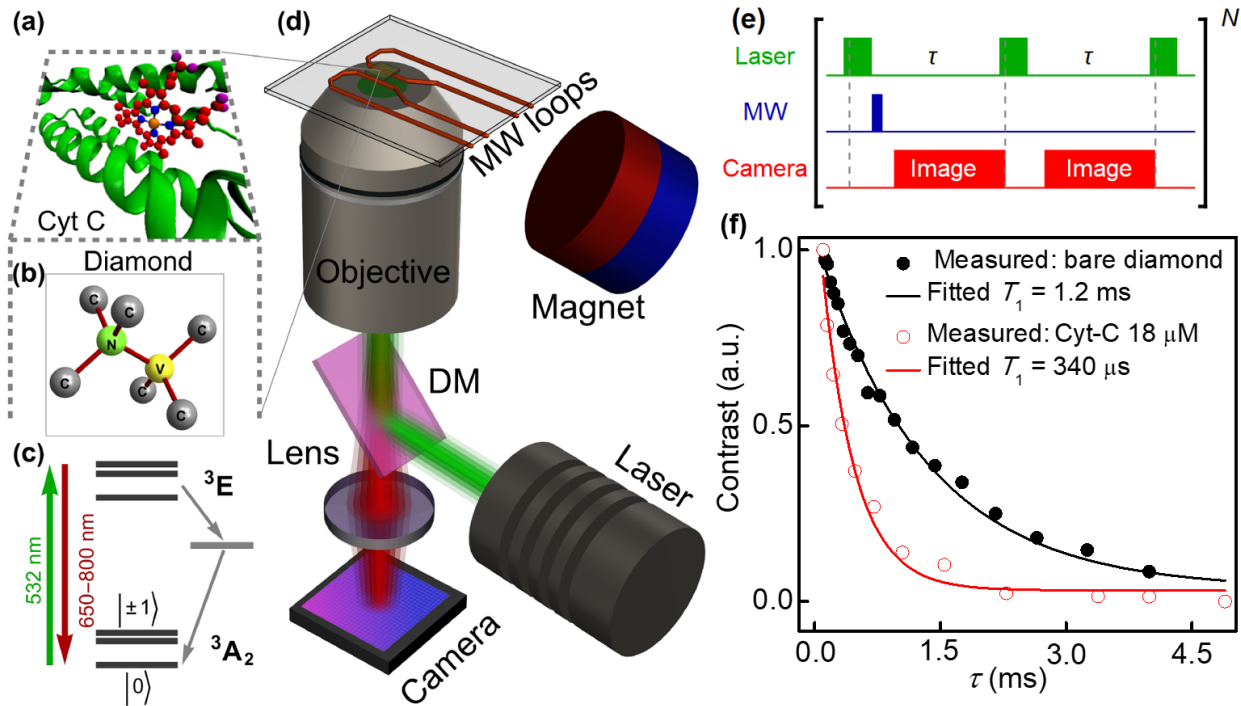 (a)
Cyt C
(b)
Diamond
C
C
C
N
V
C
C
C
(c)
532 nm
650–800 nm
³E
|±1⟩
³A₂
|0⟩
(d)
MW loops
Objective
Magnet
DM
Lens
Laser
Camera
(e)
N
Laser
τ
τ
MW
Camera
Image
Image
(f)
Contrast (a.u.)
1.0
0.5
0.0
Measured: bare diamond
Fitted T₁ = 1.2 ms
Measured: Cyt-C 18 μM
Fitted T₁ = 340 μs
0.0 1.5 3.0 4.5
τ (ms)